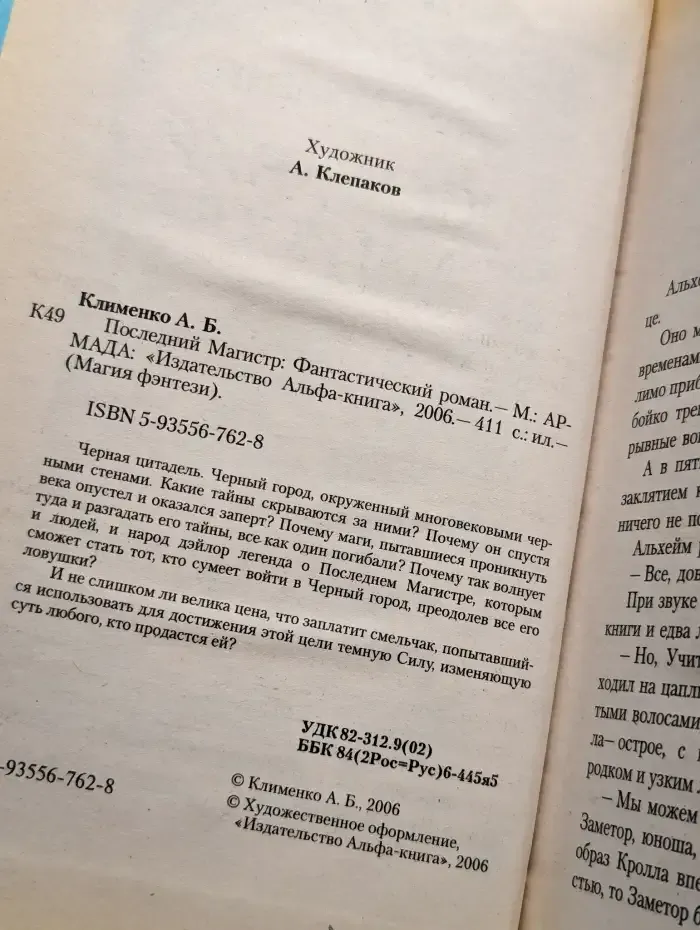 Художник
А. Клепаков
Клименко А. Б.
К49
Последний Магистр: Фантастический роман.— М.: АР-
МАДА: «Издательство Альфа-книга», 2006.— 411 с.: ил.—
(Магия фэнтези).
ISBN 5-93556-762-8
Черная цитадель. Черный город, окруженный многовековыми чер-
ными стенами. Какие тайны скрываются за ними? Почему он спустя
века опустел и оказался заперт? Почему маги, пытавшиеся проникнуть
туда и разгадать его тайны, все как один погибали? Почему так волнует
и людей, и народ дэйлор легенда о Последнем Магистре, которым
сможет стать тот, кто сумеет войти в Черный город, преодолев все его
ловушки?
И не слишком ли велика цена, что заплатит смельчак, попытавший-
ся использовать для достижения этой цели темную Силу, изменяющую
суть любого, кто продастся ей?
УДК 82-312.9(02)
ББК 84(2Рос=Рус)6-445я5
© Клименко А. Б., 2006
© Художественное оформление,
«Издательство Альфа-книга», 2006
-93556-762-8
Альхе
це.
Оно м
временам
лимо приб
бойко тре
рывные во
А в пят
заклятием
ничего не по
Альхейм
– Все, дов
При звуке
книги и едва
– Но, Учит
ходил на цапл
тыми волосами
ла– острое, с
родком и узким
– Мы можем
Заметор, юноша,
образ Кролла впе
стью, то Заметор б